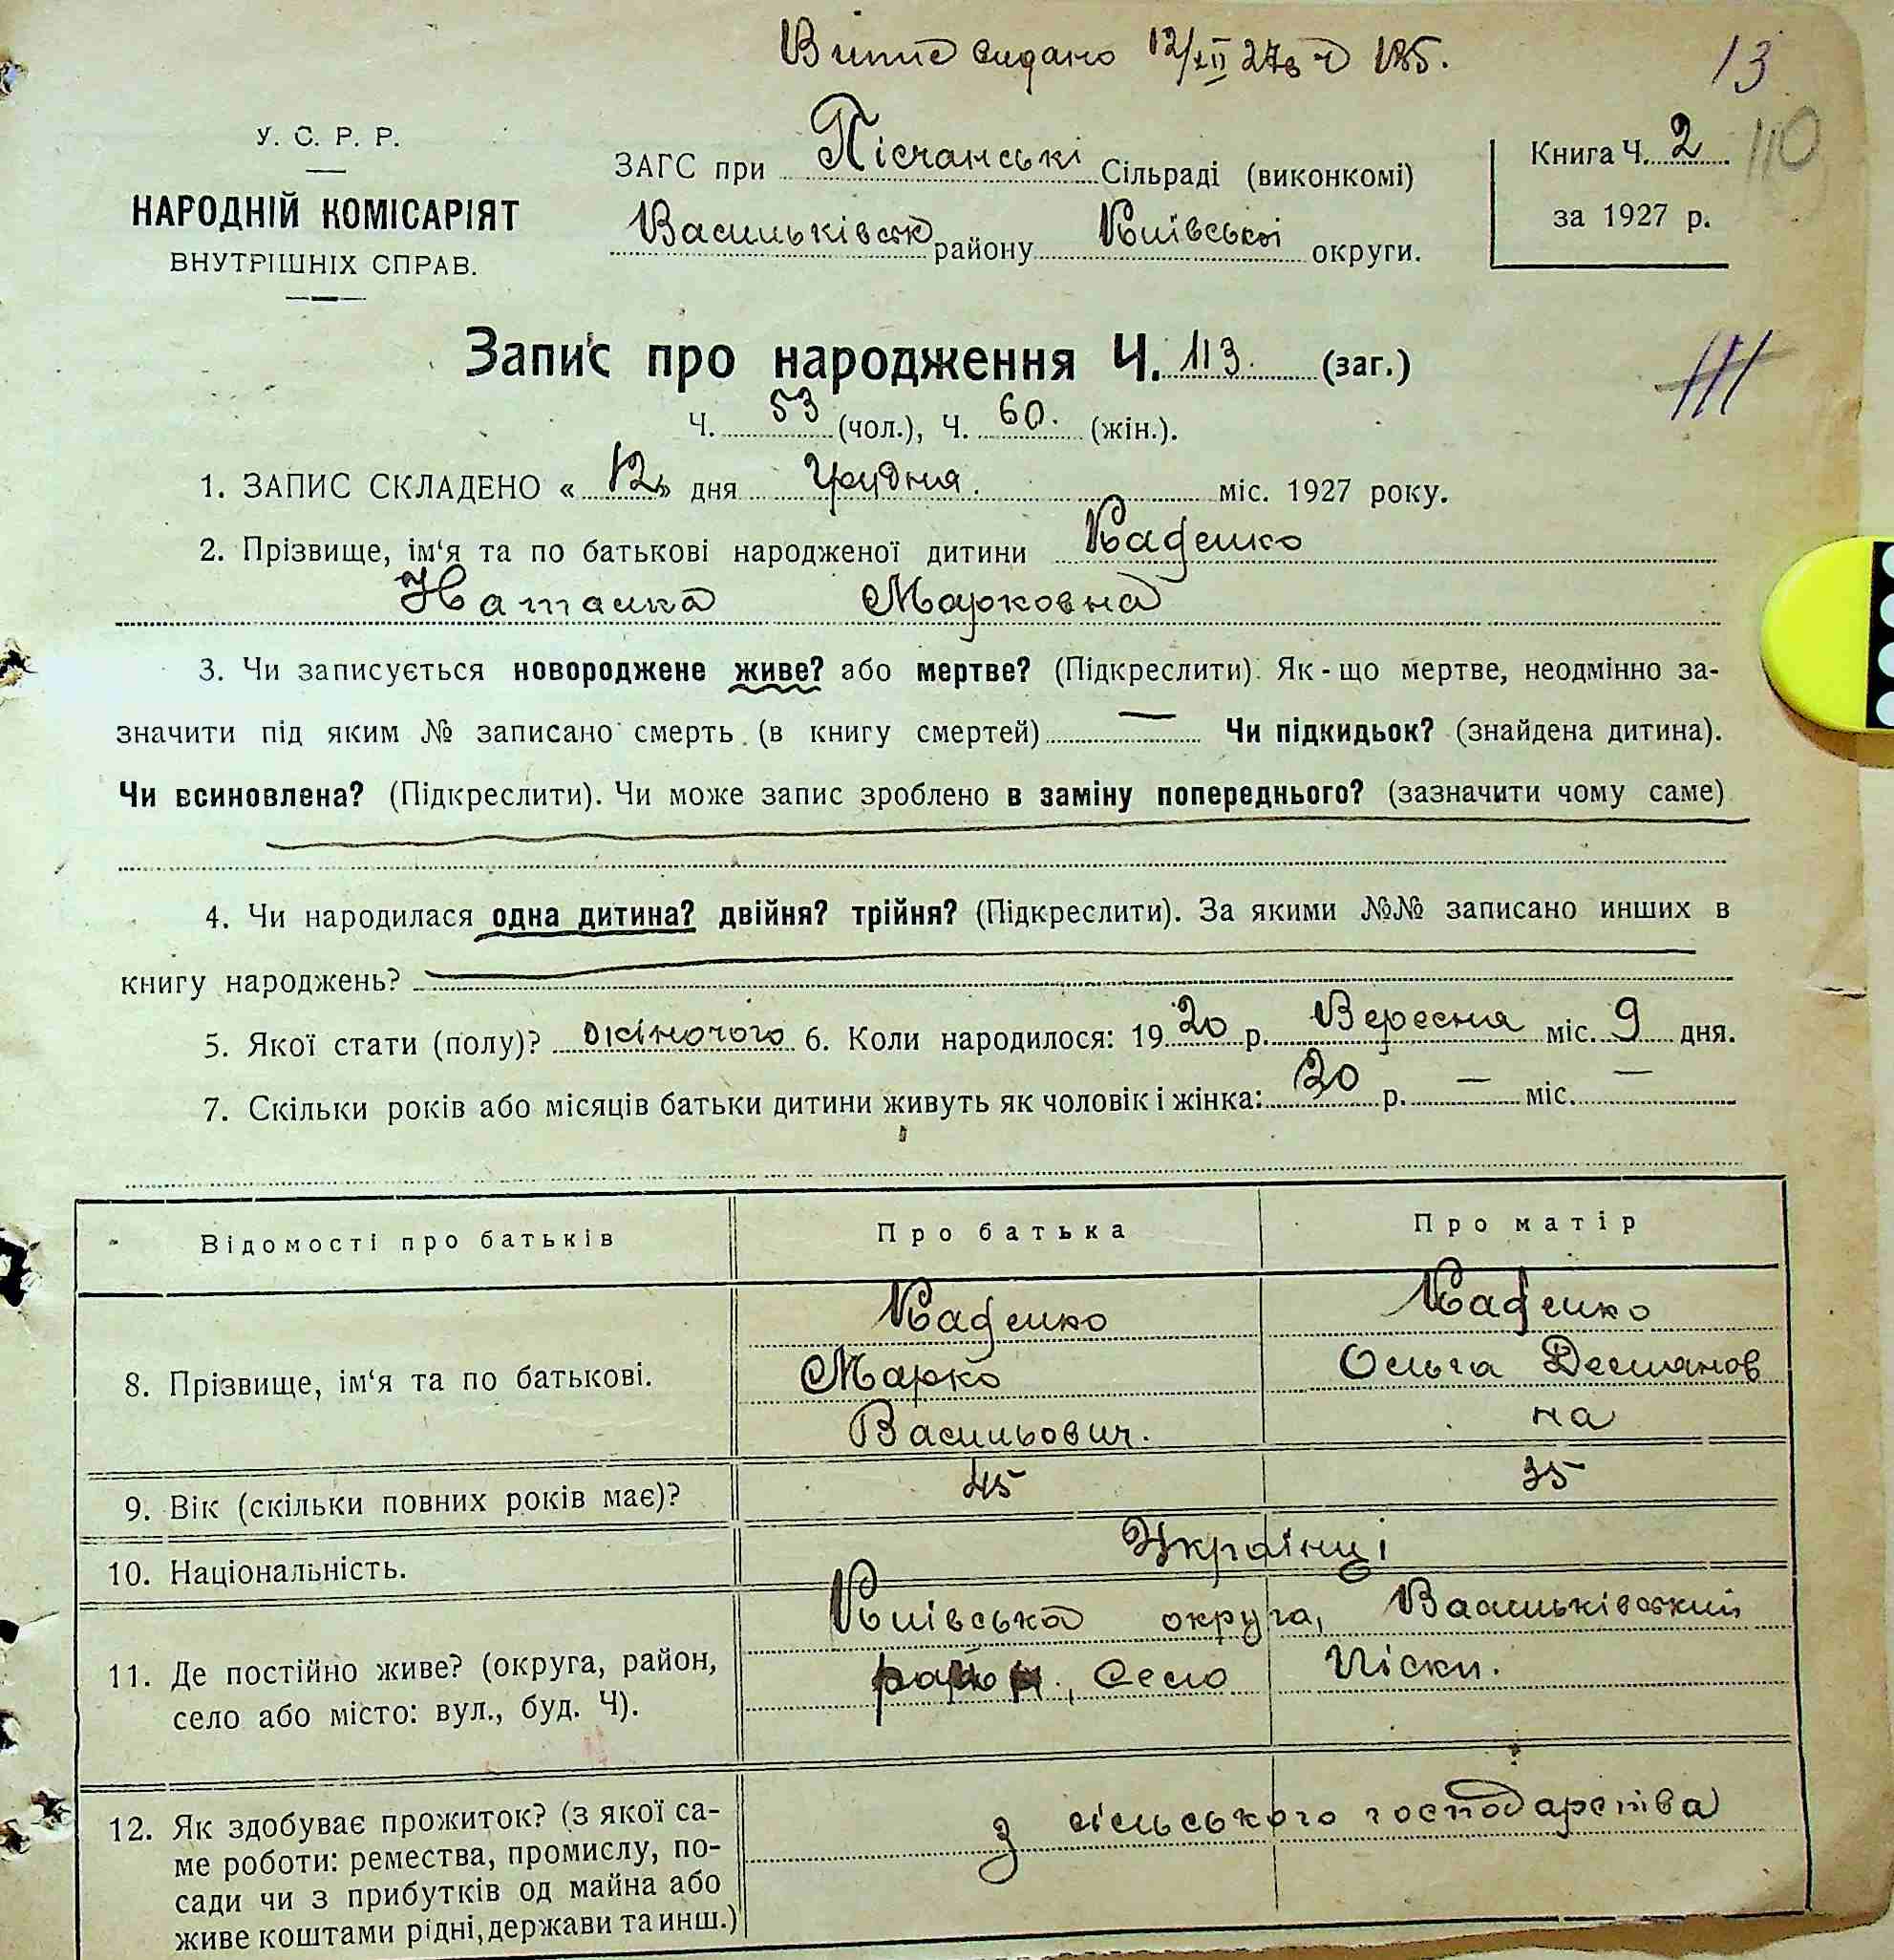 Витяг видано 12/XII 27 в ч 185.
13
110
У. С. Р. Р.
НАРОДНІЙ КОМІСАРІЯТ
ВНУТРІШНІХ СПРАВ.
ЗАГС при Пісчанські Сільраді (виконкомі)
Васильківськ району Київської округи.
Книга Ч. 2
за 1927 р.
Запис про народження Ч. 113. (заг.)
Ч. 53 (чол.), Ч. 60. (жін.).
1. ЗАПИС СКЛАДЕНО « 12 » дня Грудня. міс. 1927 року.
2. Прізвище, ім‘я та по батькові народженої дитини
Наталка Марковна
3. Чи записується новороджене живе? або мертве? (Підкреслити). Як-що мертве, неодмінно за-
значити під яким № записано смерть (в книгу смертей) — Чи підкидьок? (знайдена дитина).
Чи всиновлена? (Підкреслити). Чи може запис зроблено в заміну попереднього? (зазначити чому саме)
4. Чи народилася одна дитина? двійня? трійня? (Підкреслити). За якими №№ записано инших в
книгу народжень?
5. Якої стати (полу)? жіночого 6. Коли народилося: 1920 р. Вересня міс. 9 дня.
7. Скільки років або місяців батьки дитини живуть як чоловік і жінка: 20 р. — міс. —
Відомості про батьків
Про батька
Про матір
8. Прізвище, ім‘я та по батькові.
Марко
Васильович.
Ольга Демянов
на
9. Вік (скільки повних років має)?
45
35
10. Національність.
Українці
11. Де постійно живе? (округа, район,
село або місто: вул., буд. Ч).
Київська округа, Васильківський
район, Село Піски.
12. Як здобуває прожиток? (з якої са-
ме роботи: ремества, промислу, по-
сади чи з прибутків од майна або
живе коштами рідні, держави та инш.)
з сільського господарства